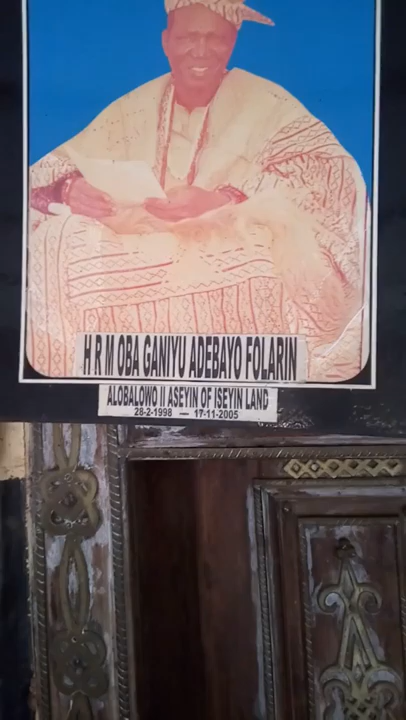 H R M OBA GANIYU ADEBAYO FOLARIN
ALOBALOWO II ASEYIN OF ISEYIN LAND
28-2-1998 — 17-11-2005